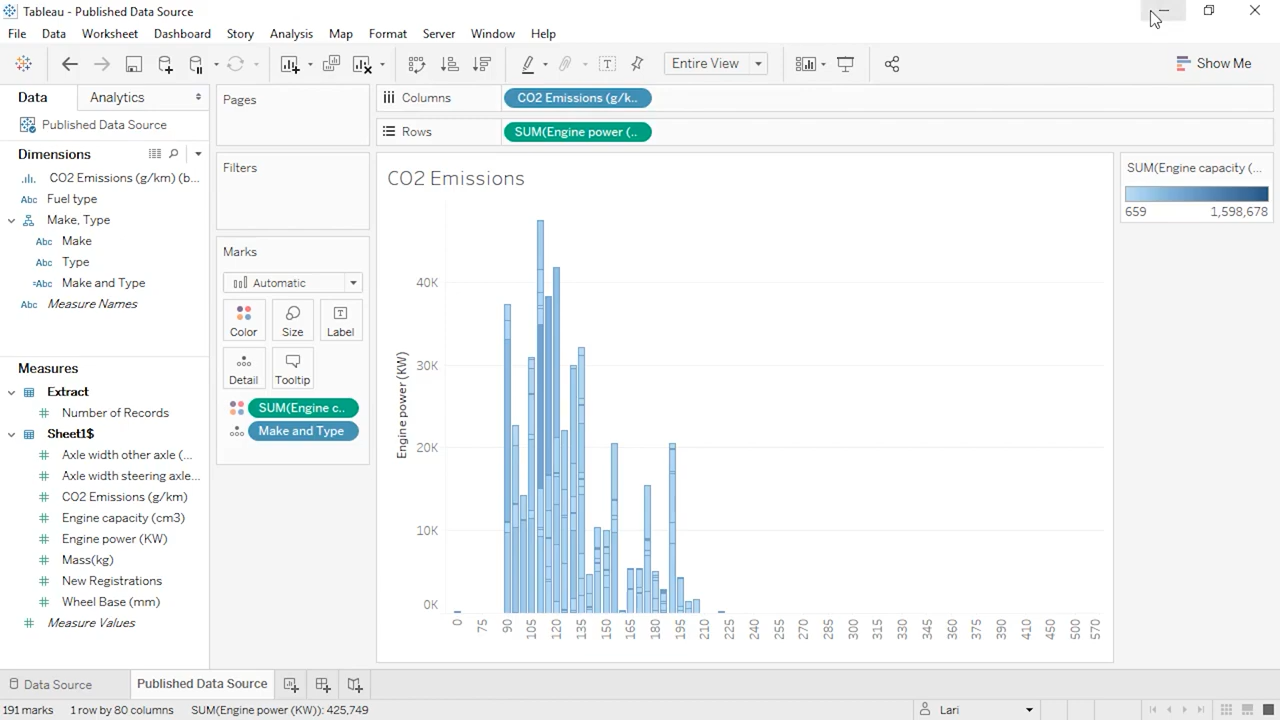 Tableau - Published Data Source
File Data Worksheet Dashboard Story Analysis Map Format Server Window Help
Entire View
Show Me
Data Analytics
Published Data Source
Dimensions
CO2 Emissions (g/km) (b...
Fuel type
Make, Type
Abc Make
Abc Type
=Abc Make and Type
Abc Measure Names
Measures
Extract
Number of Records
Sheet1$
Axle width other axle (...
Axle width steering axle...
CO2 Emissions (g/km)
Engine capacity (cm3)
Engine power (KW)
Mass(kg)
New Registrations
Wheel Base (mm)
Measure Values
Pages
Filters
Marks
Automatic
Color Size Label
Detail Tooltip
SUM(Engine c..
Make and Type
Columns CO2 Emissions (g/k..
Rows SUM(Engine power (..
CO2 Emissions
Engine power (KW)
40K
30K
20K
10K
0K
0 75 90 105 120 135 150 165 180 195 210 225 240 255 270 285 300 315 330 345 360 375 410 450 500 570
SUM(Engine capacity (...
659 1,598,678
Data Source Published Data Source
191 marks 1 row by 80 columns SUM(Engine power (KW)): 425,749
Lari